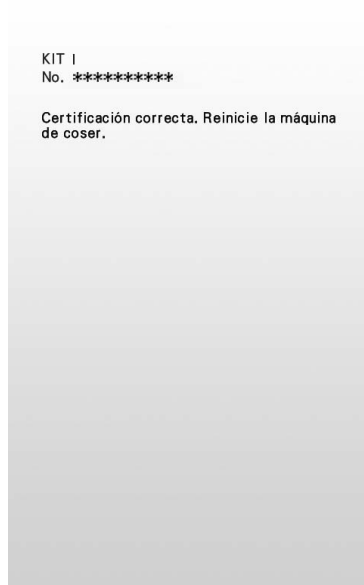 KIT I
No. **********
Certificación correcta. Reinicie la máquina
de coser.